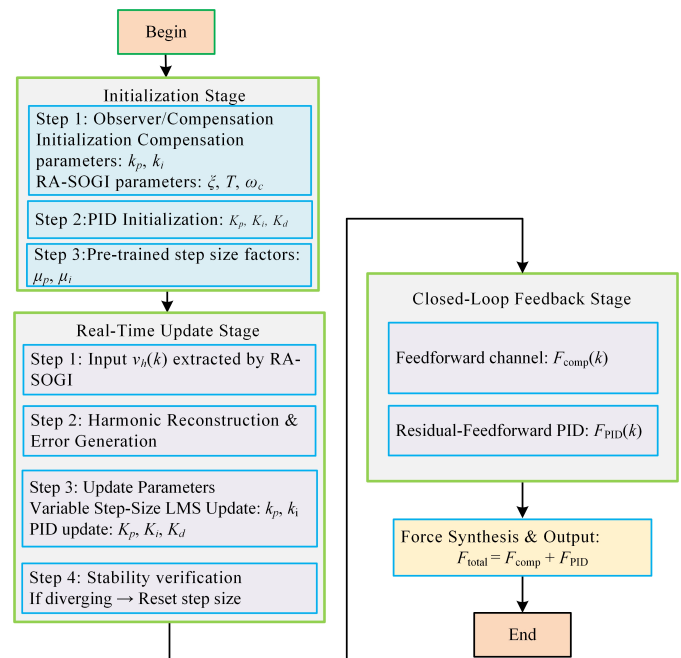 Begin
Initialization Stage
Step 1: Observer/Compensation
Initialization Compensation
parameters: kp, ki
RA-SOGI parameters: ξ, T, ωc
Step 2:PID Initialization: Kp, Ki, Kd
Step 3:Pre-trained step size factors:
μp, μi
Real-Time Update Stage
Step 1: Input vh(k) extracted by RA-
SOGI
Step 2: Harmonic Reconstruction &
Error Generation
Step 3: Update Parameters
Variable Step-Size LMS Update: kp, ki
PID update: Kp, Ki, Kd
Step 4: Stability verification
If diverging → Reset step size
Closed-Loop Feedback Stage
Feedforward channel: Fcomp(k)
Residual-Feedforward PID: FPID(k)
Force Synthesis & Output:
Ftotal = Fcomp + FPID
End